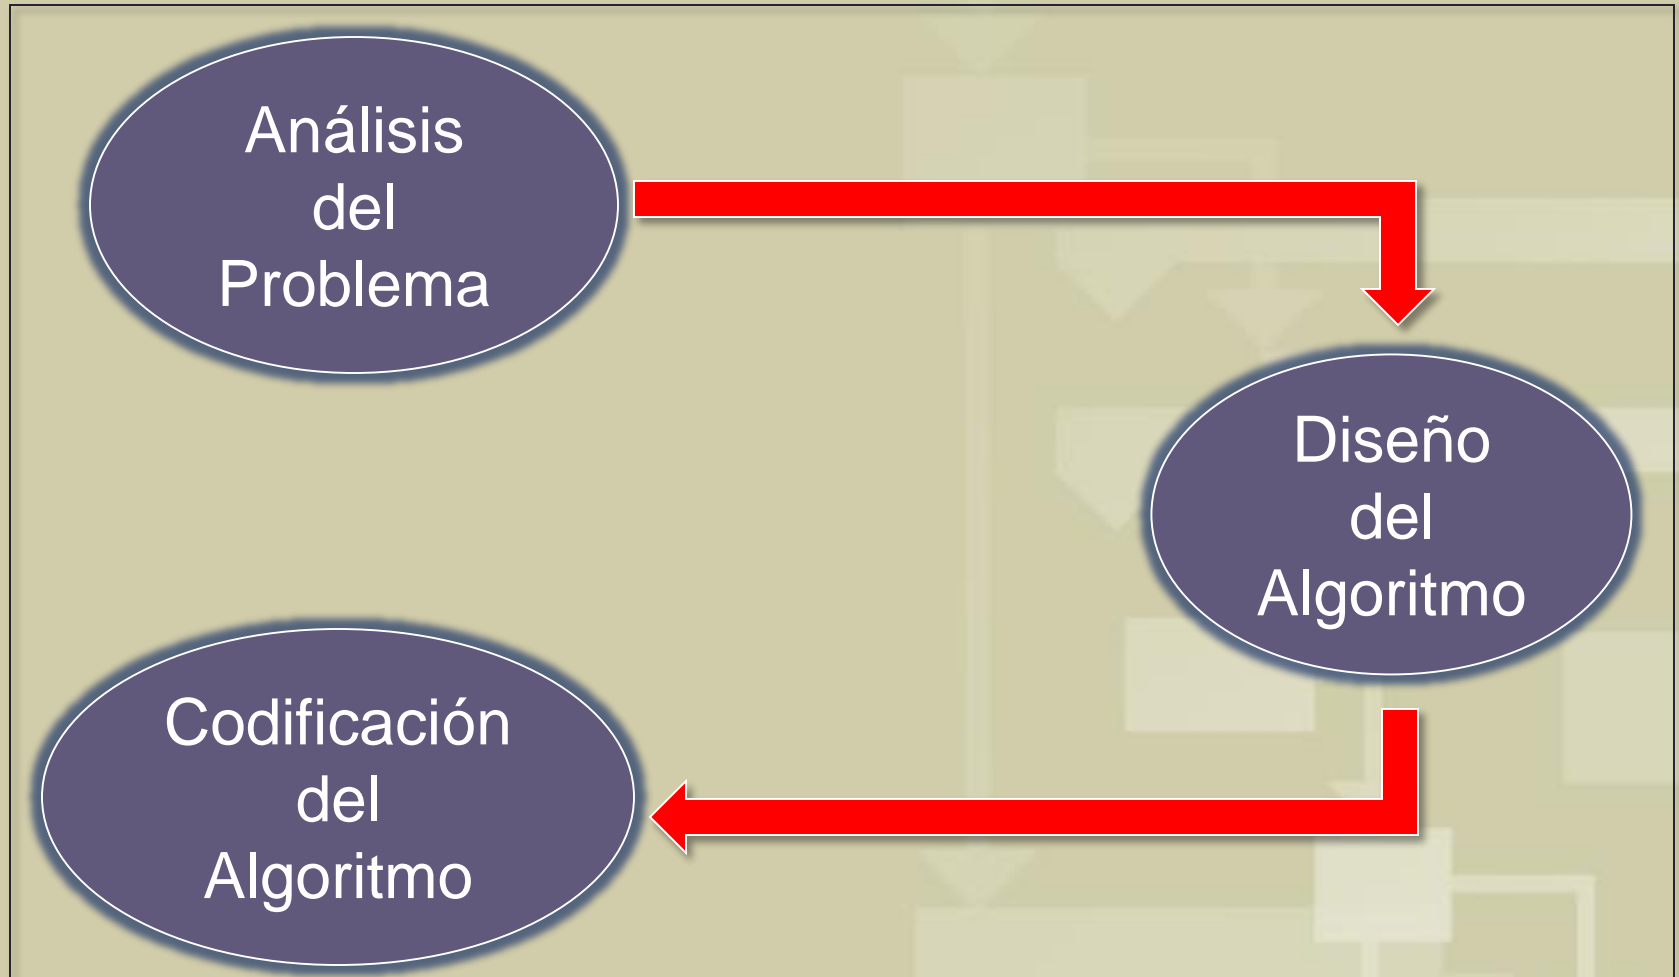 Análisis
del
Problema
Diseño
del
Algoritmo
Codificación
del
Algoritmo